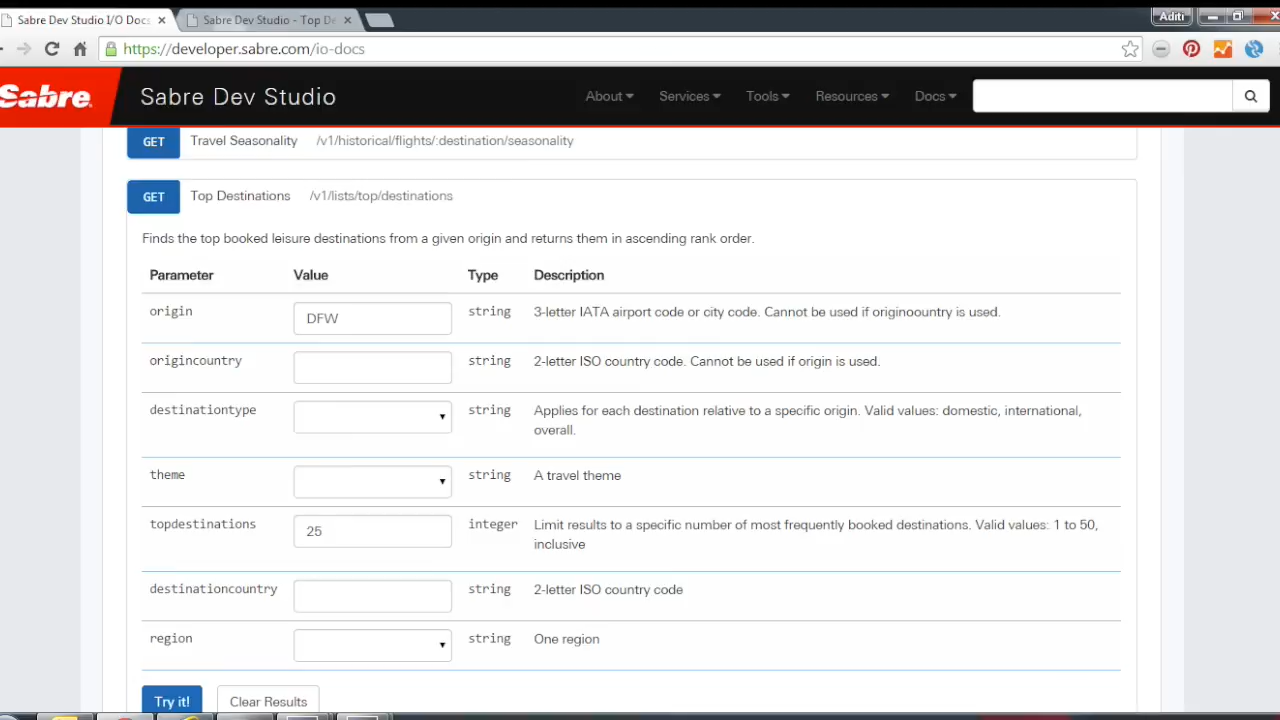 Sabre Dev Studio I/O Docs
Sabre Dev Studio - Top De
Aditi
https://developer.sabre.com/io-docs
Sabre
Sabre Dev Studio
About
Services
Tools
Resources
Docs
GET Travel Seasonality /v1/historical/flights/:destination/seasonality
GET Top Destinations /v1/lists/top/destinations
Finds the top booked leisure destinations from a given origin and returns them in ascending rank order.
Parameter Value Type Description
origin DFW string 3-letter IATA airport code or city code. Cannot be used if originoountry is used.
origincountry string 2-letter ISO country code. Cannot be used if origin is used.
destinationtype string Applies for each destination relative to a specific origin. Valid values: domestic, international,
overall.
theme string A travel theme
topdestinations 25 integer Limit results to a specific number of most frequently booked destinations. Valid values: 1 to 50,
inclusive
destinationcountry string 2-letter ISO country code
region string One region
Try it! Clear Results